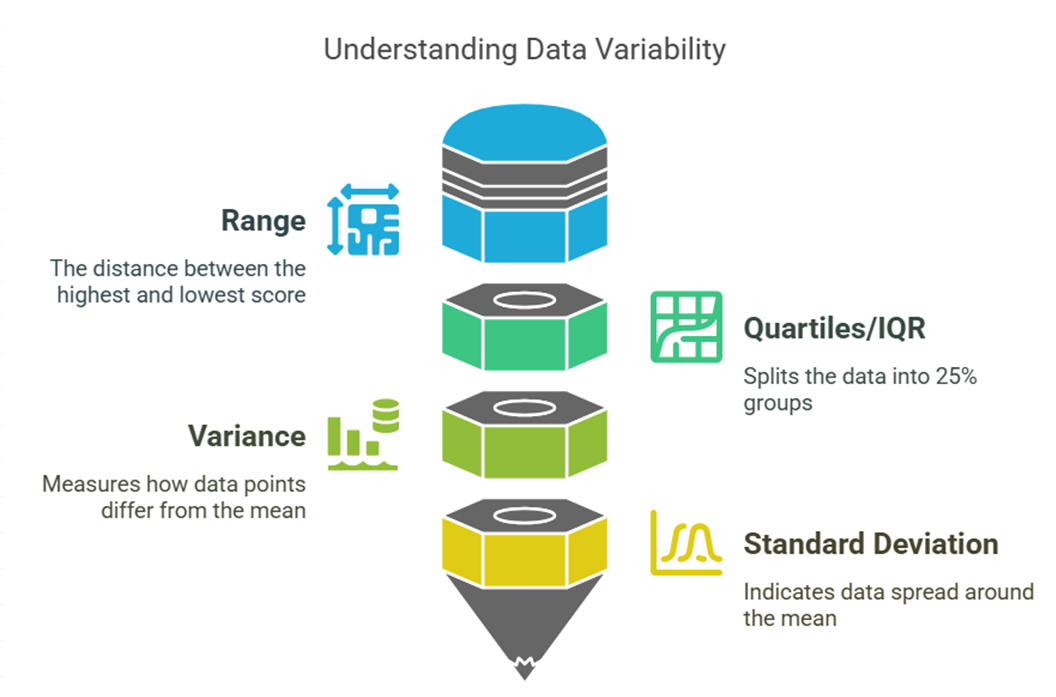 Understanding Data Variability
Range
The distance between the
highest and lowest score
Quartiles/IQR
Splits the data into 25%
groups
Variance
Measures how data points
differ from the mean
Standard Deviation
Indicates data spread around
the mean